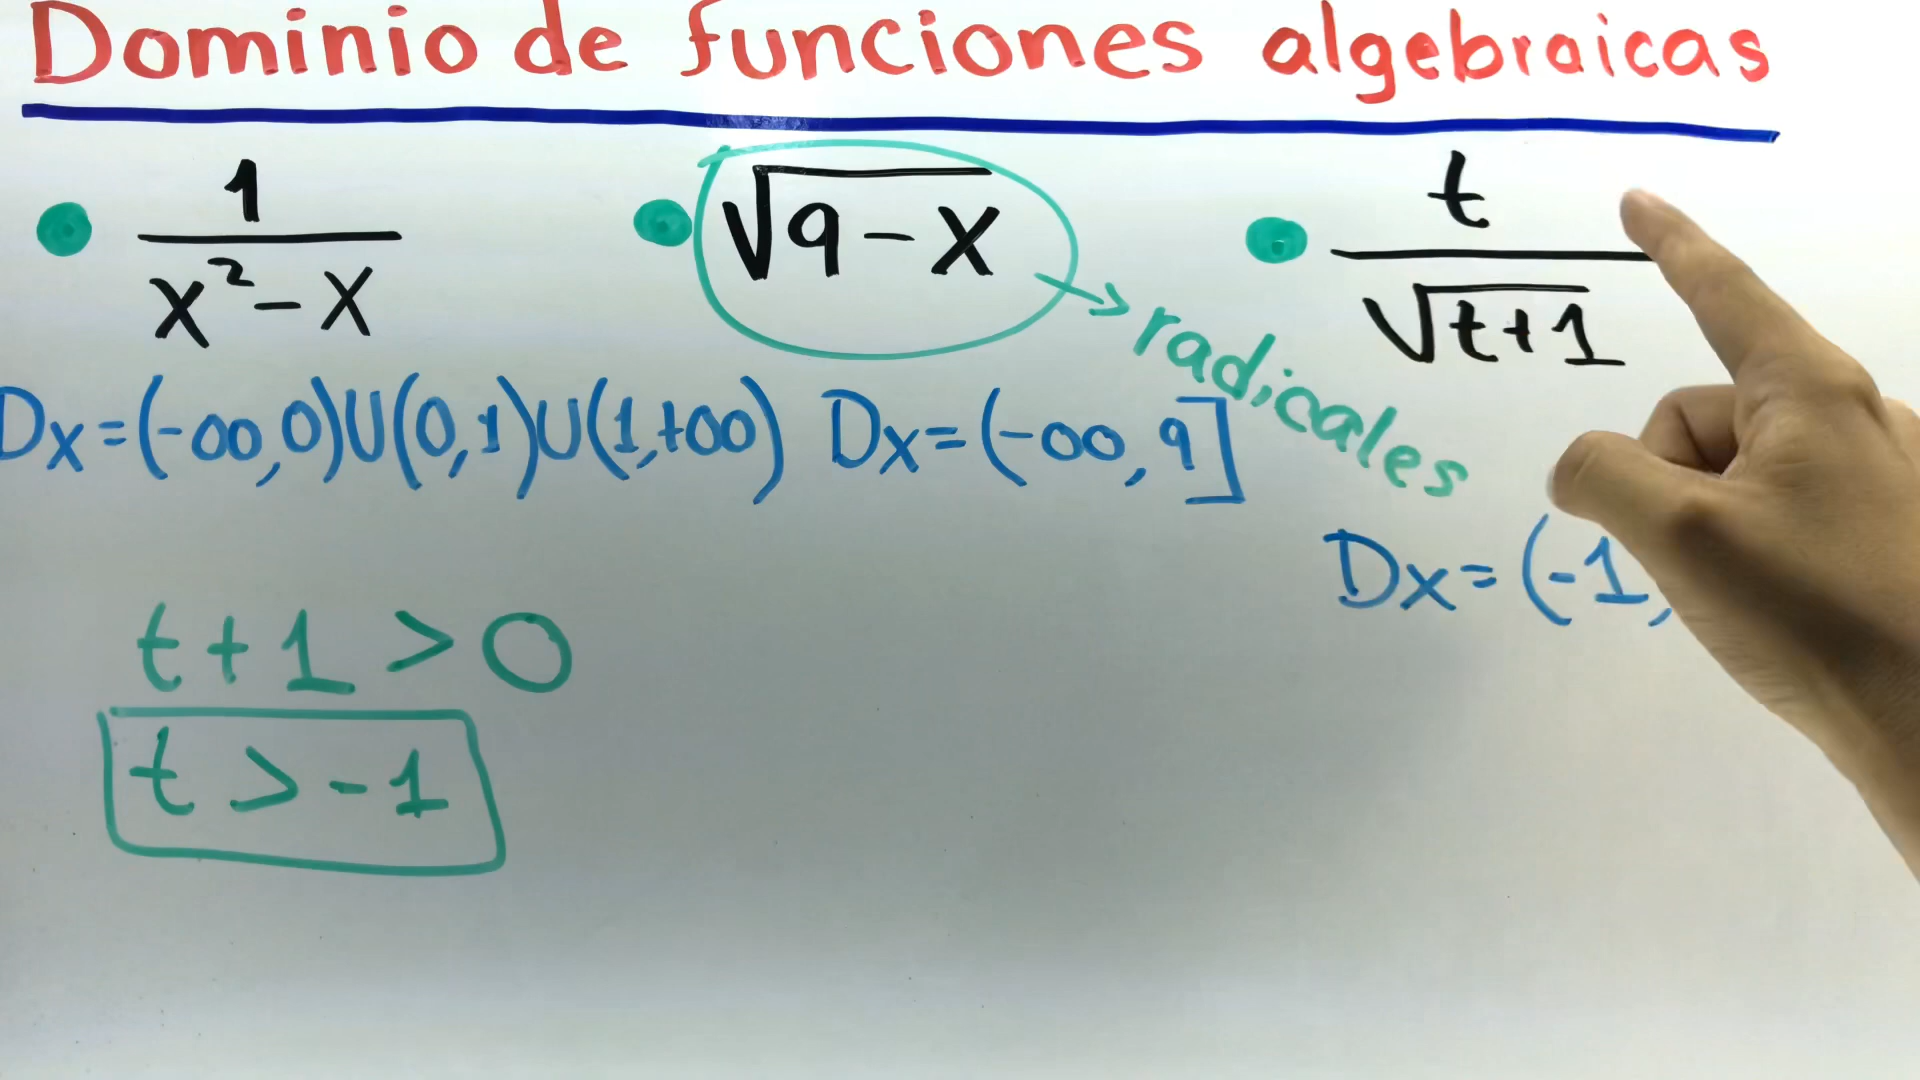 Dominio de funciones algebraicas
1
x² - x
√9 - x
t
√t+1
radicales
Dx=(-∞,0)U(0,1)U(1,+∞)
Dx=(-∞,9]
Dx=(-1,
t+1>0
t>-1